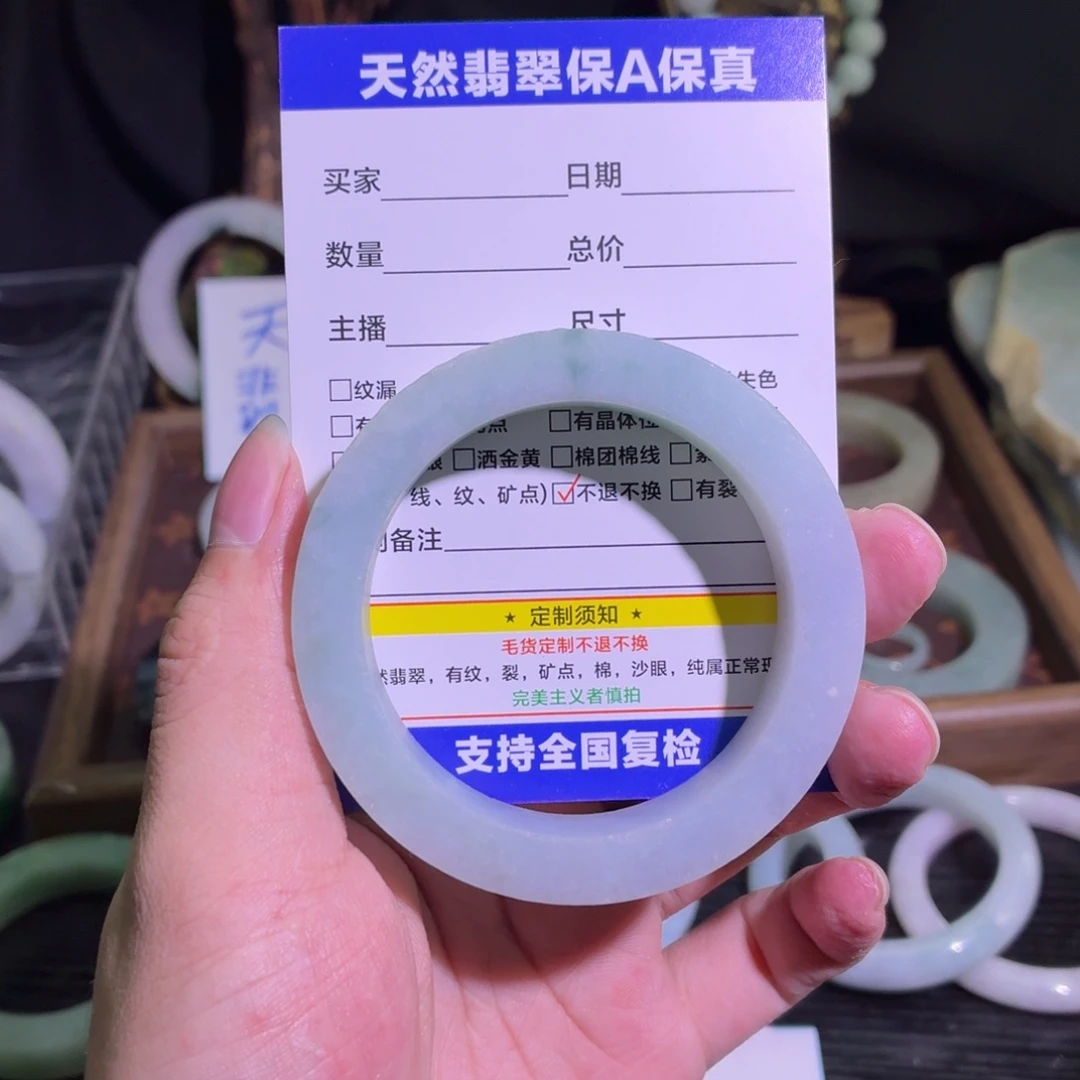 天然翡翠保A保真
买家 日期
数量 总价
主播 尺寸
□纹漏 失色
□有晶体
□洒金黄 □棉团棉线 □
线、纹、矿点) ☑不退不换 □有裂
备注
★ 定制须知 ★
毛货定制不退不换
然翡翠，有纹，裂，矿点，棉，沙眼，纯属正常现
完美主义者慎拍
支持全国复检
天
翡